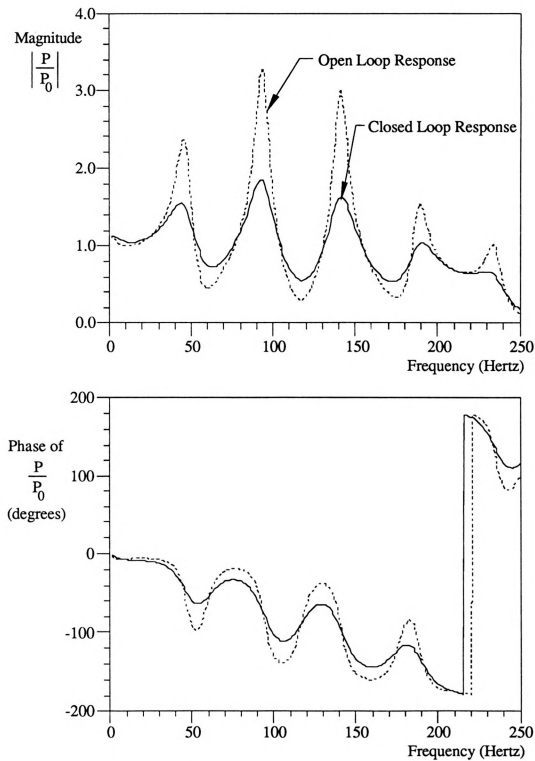 4.0
Magnitude
|P/P0|
Open Loop Response
3.0
Closed Loop Response
2.0
1.0
0.0
0 50 100 150 200 250
Frequency (Hertz)
200
Phase of
P
P0
(degrees)
100
0
-100
-200
0 50 100 150 200 250
Frequency (Hertz)